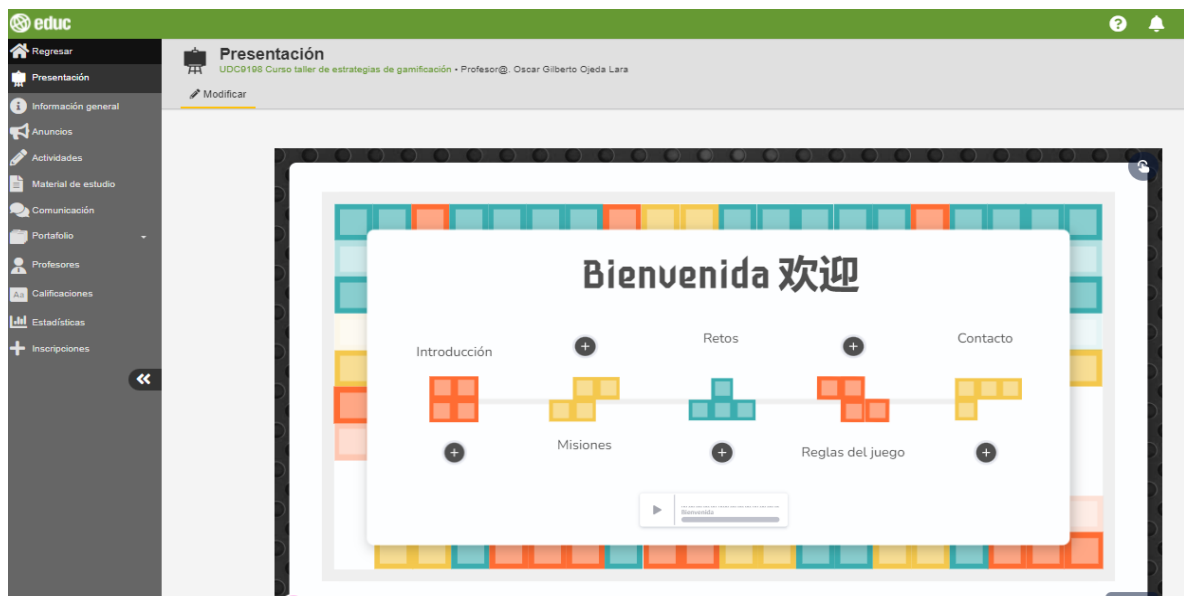 educ
?
Regresar
Presentación
Información general
Anuncios
Actividades
Material de estudio
Comunicación
Portafolio
Profesores
Aa Calificaciones
Estadísticas
Inscripciones
Presentación
UDC9198 Curso taller de estrategias de gamificación • Profesor@. Oscar Gilberto Ojeda Lara
Modificar
Bienvenida 欢迎
Introducción
Misiones
Retos
Reglas del juego
Contacto
Bienvenida